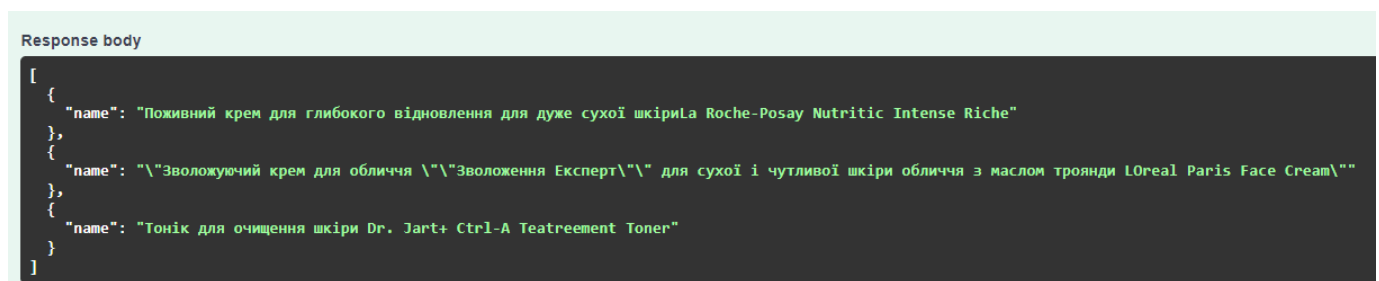 Response body
[
  {
    "name": "Поживний крем для глибокого відновлення для дуже сухої шкіриLa Roche-Posay Nutritic Intense Riche"
  },
  {
    "name": "\"Зволожуючий крем для обличчя \"\"Зволоження Експерт\"\" для сухої і чутливої шкіри обличчя з маслом троянди LOreal Paris Face Cream\""
  },
  {
    "name": "Тонік для очищення шкіри Dr. Jart+ Ctrl-A Teatreement Toner"
  }
]